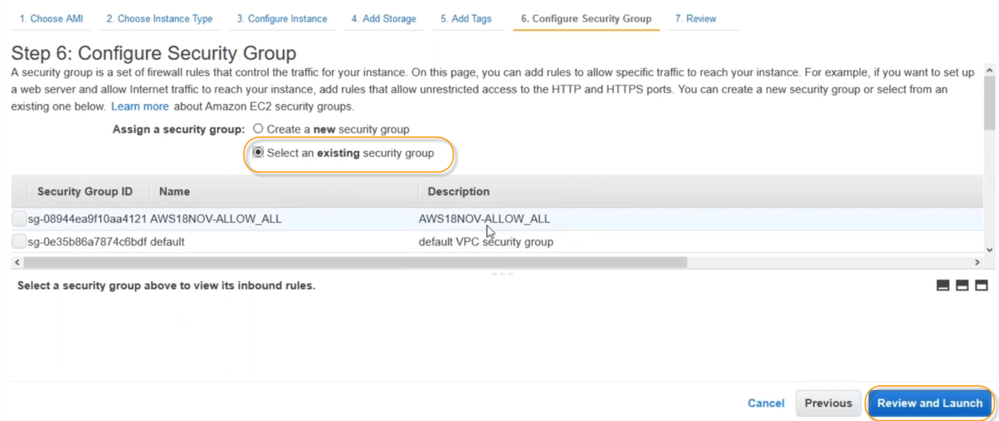 1. Choose AMI 2. Choose Instance Type 3. Configure Instance 4. Add Storage 5. Add Tags 6. Configure Security Group 7. Review
Step 6: Configure Security Group
A security group is a set of firewall rules that control the traffic for your instance. On this page, you can add rules to allow specific traffic to reach your instance. For example, if you want to set up
a web server and allow Internet traffic to reach your instance, add rules that allow unrestricted access to the HTTP and HTTPS ports. You can create a new security group or select from an
existing one below. Learn more about Amazon EC2 security groups.
Assign a security group: Create a new security group
Select an existing security group
Security Group ID Name Description
sg-08944ea9f10aa4121 AWS18NOV-ALLOW_ALL AWS18NOV-ALLOW_ALL
sg-0e35b86a7874c6bdf default default VPC security group
Select a security group above to view its inbound rules.
Cancel Previous Review and Launch